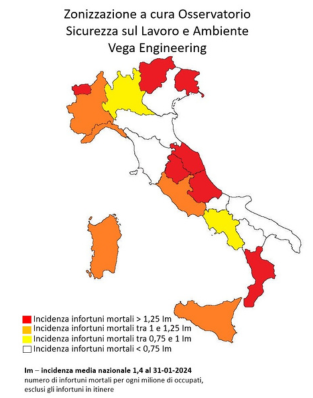 Zonizzazione a cura Osservatorio
Sicurezza sul Lavoro e Ambiente
Vega Engineering
Incidenza infortuni mortali > 1,25 Im
Incidenza infortuni mortali tra 1 e 1,25 Im
Incidenza infortuni mortali tra 0,75 e 1 Im
Incidenza infortuni mortali < 0,75 Im
Im – incidenza media nazionale 1,4 al 31-01-2024
numero di infortuni mortali per ogni milione di occupati,
esclusi gli infortuni in itinere